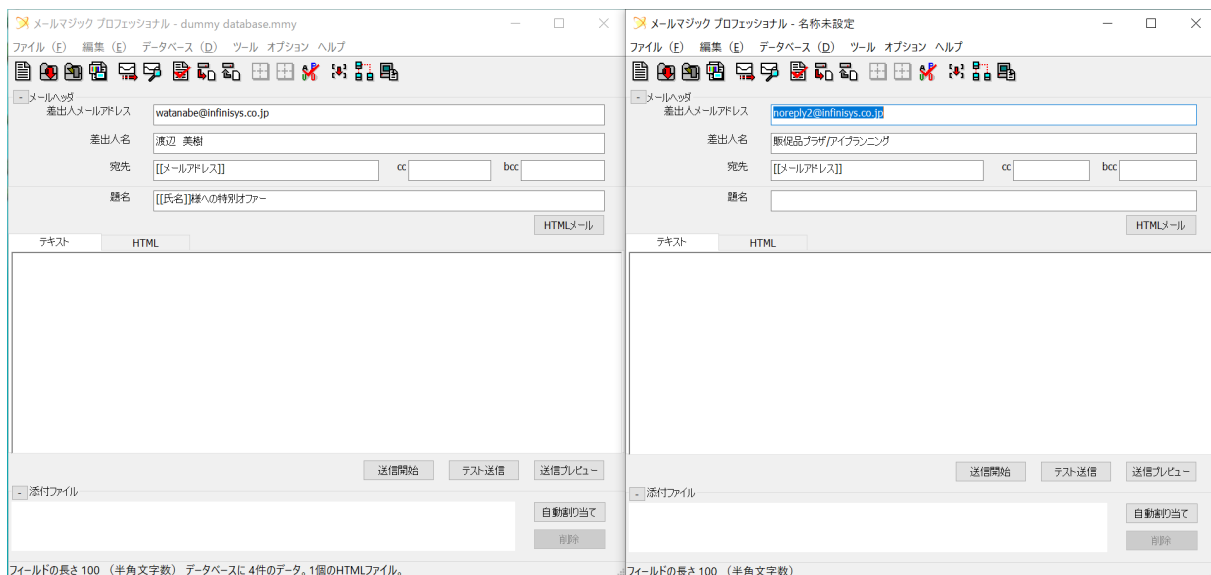 メールマジック プロフェッショナル - dummy database.mmy
ファイル (F) 編集 (E) データベース (D) ツール オプション ヘルプ
- メールヘッダ
差出人メールアドレス watanabe@infinisys.co.jp
差出人名 渡辺 美樹
宛先 [[メールアドレス]] cc bcc
題名 [[氏名]]様への特別オファー
HTMLメール
テキスト HTML
送信開始 テスト送信 送信プレビュー
- 添付ファイル
自動割り当て
削除
フィールドの長さ 100 (半角文字数) データベースに 4件のデータ。1個のHTMLファイル。
メールマジック プロフェッショナル - 名称未設定
ファイル (F) 編集 (E) データベース (D) ツール オプション ヘルプ
- メールヘッダ
差出人メールアドレス noreply2@infinisys.co.jp
差出人名 販促品プラザ/アイプランニング
宛先 [[メールアドレス]] cc bcc
題名
HTMLメール
テキスト HTML
送信開始 テスト送信 送信プレビュー
- 添付ファイル
自動割り当て
削除
フィールドの長さ 100 (半角文字数)